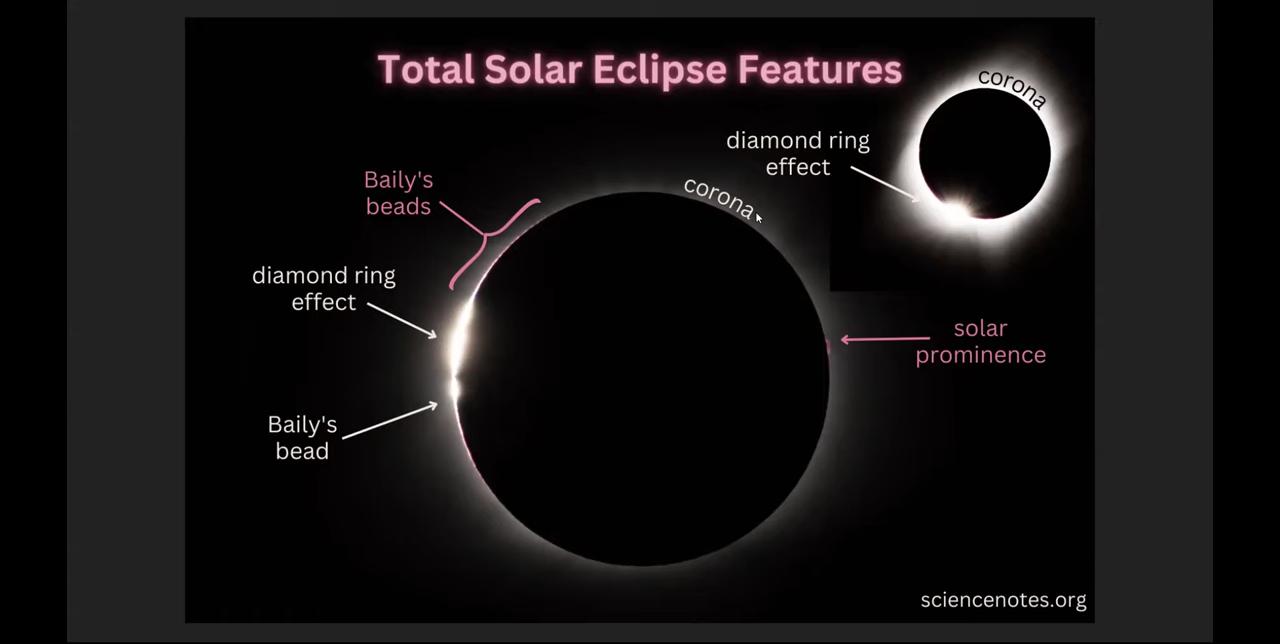 Total Solar Eclipse Features
corona
diamond ring
effect
Baily's
beads
corona
diamond ring
effect
solar
prominence
Baily's
bead
sciencenotes.org